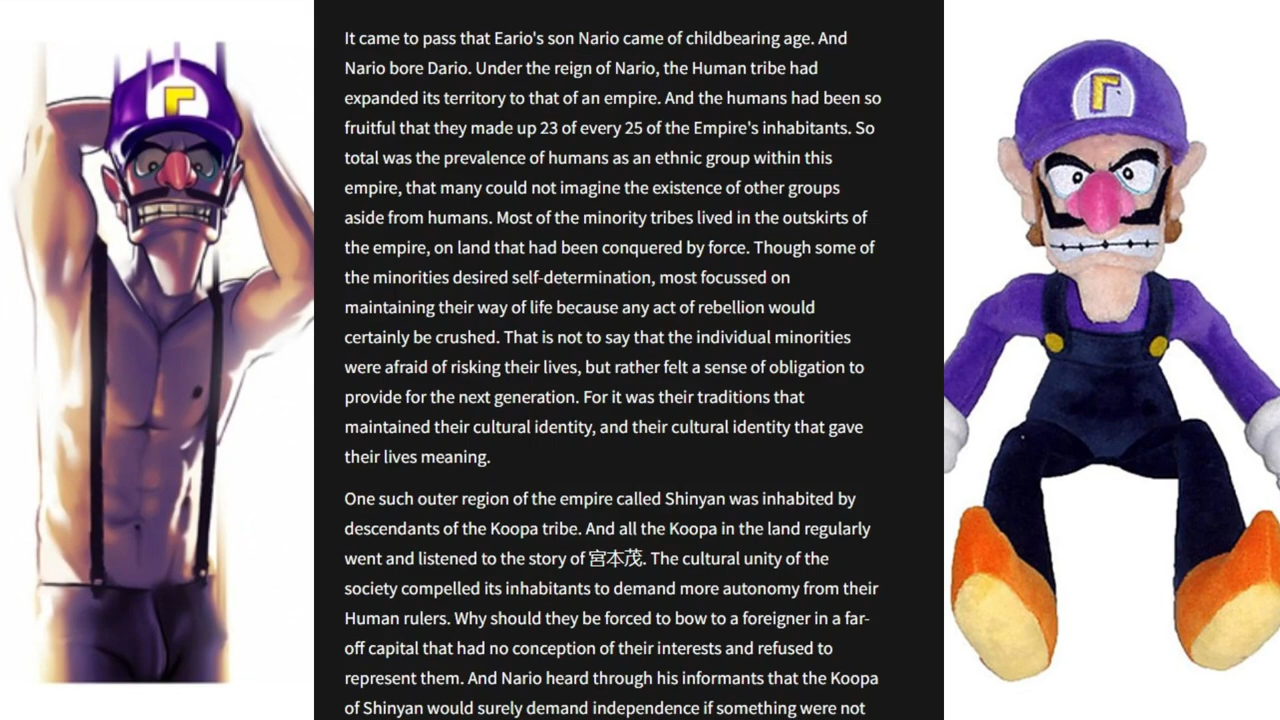 It came to pass that Eario's son Nario came of childbearing age. And
Nario bore Dario. Under the reign of Nario, the Human tribe had
expanded its territory to that of an empire. And the humans had been so
fruitful that they made up 23 of every 25 of the Empire's inhabitants. So
total was the prevalence of humans as an ethnic group within this
empire, that many could not imagine the existence of other groups
aside from humans. Most of the minority tribes lived in the outskirts of
the empire, on land that had been conquered by force. Though some of
the minorities desired self-determination, most focussed on
maintaining their way of life because any act of rebellion would
certainly be crushed. That is not to say that the individual minorities
were afraid of risking their lives, but rather felt a sense of obligation to
provide for the next generation. For it was their traditions that
maintained their cultural identity, and their cultural identity that gave
their lives meaning.
One such outer region of the empire called Shinyan was inhabited by
descendants of the Koopa tribe. And all the Koopa in the land regularly
went and listened to the story of 宮本茂. The cultural unity of the
society compelled its inhabitants to demand more autonomy from their
Human rulers. Why should they be forced to bow to a foreigner in a far-
off capital that had no conception of their interests and refused to
represent them. And Nario heard through his informants that the Koopa
of Shinyan would surely demand independence if something were not